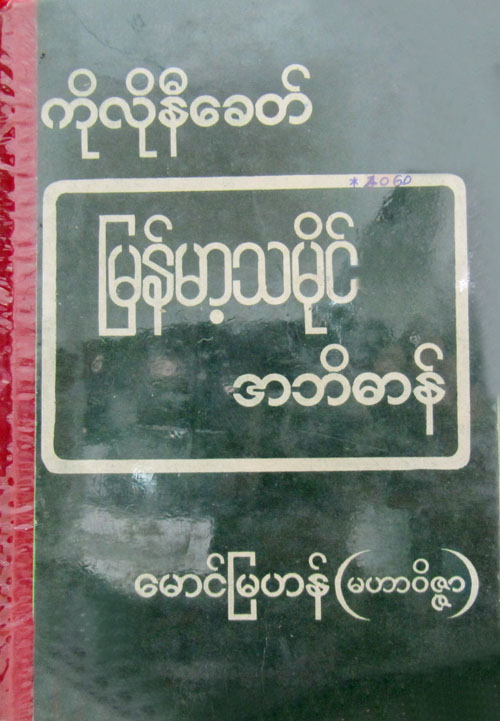 ကိုလိုနီခေတ်
* 2060
မြန်မာ့သမိုင်
အဘိဓာန်
မောင်မြဟန် (မဟာဝိဇ္ဇာ)